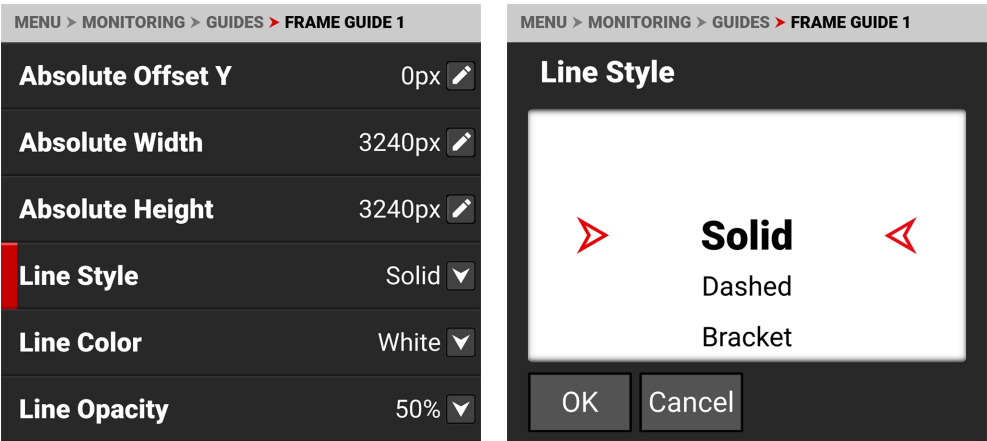 MENU > MONITORING > GUIDES > FRAME GUIDE 1
Absolute Offset Y 0px
Absolute Width 3240px
Absolute Height 3240px
Line Style Solid
Line Color White
Line Opacity 50%
MENU > MONITORING > GUIDES > FRAME GUIDE 1
Line Style
Solid
Dashed
Bracket
OK Cancel